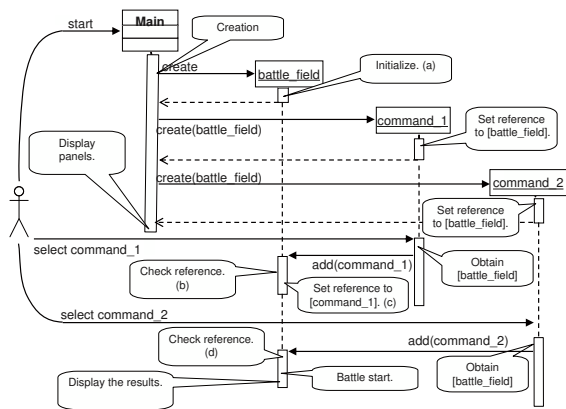 start
Main
Creation
create
battle_field
Initialize. (a)
create(battle_field)
command_1
Set reference
to [battle_field].
Display
panels.
create(battle_field)
command_2
Set reference
to [battle_field].
select command_1
Check reference.
(b)
add(command_1)
Obtain
[battle_field]
Set reference to
[command_1]. (c)
select command_2
Check reference.
(d)
add(command_2)
Display the results.
Battle start.
Obtain
[battle_field]